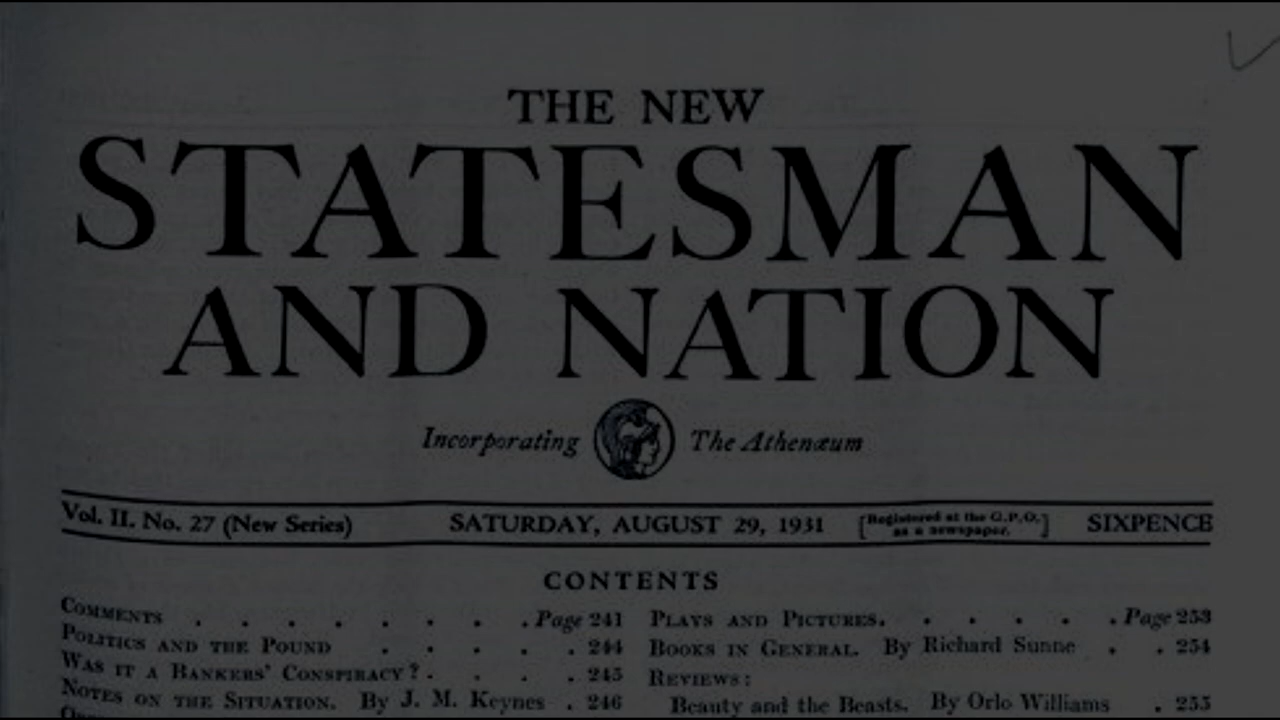 THE NEW
STATESMAN
AND NATION
Incorporating The Athenæum
Vol. II. No. 27 (New Series) SATURDAY, AUGUST 29, 1931 [Registered at the G.P.O. as a newspaper.] SIXPENCE
CONTENTS
COMMENTS . . . . . . . . . Page 241
POLITICS AND THE POUND . . . . . 244
WAS IT A BANKERS' CONSPIRACY? . . . . . 245
NOTES ON THE SITUATION. By J. M. Keynes . 246
PLAYS AND PICTURES. . . . . . Page 253
BOOKS IN GENERAL. By Richard Sunne . . 254
REVIEWS:
Beauty and the Beasts. By Orlo Williams . 255